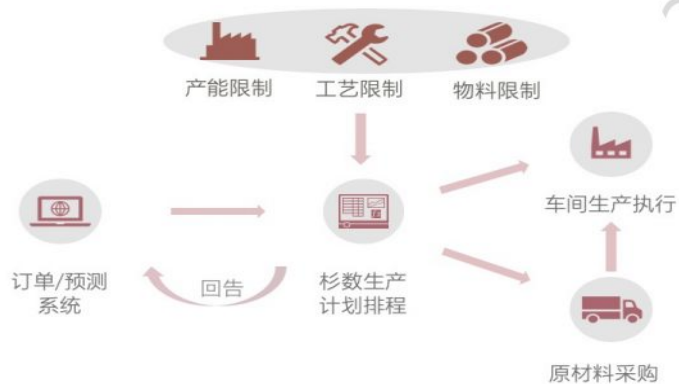 产能限制 工艺限制 物料限制
车间生产执行
订单/预测
系统
回告
杉数生产
计划排程
原材料采购